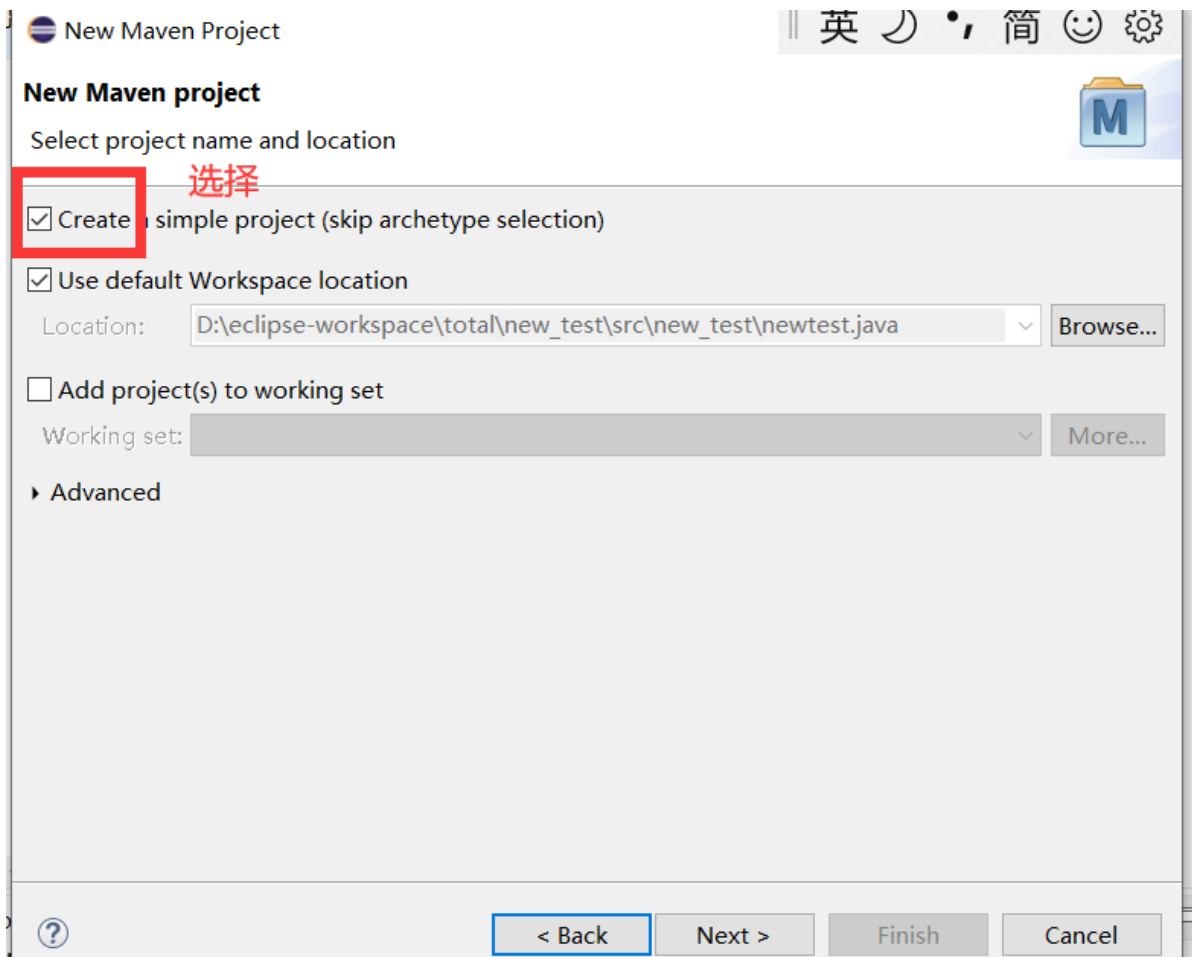 New Maven Project
英 简
New Maven project
Select project name and location
选择
Create a simple project (skip archetype selection)
Use default Workspace location
Location: D:\eclipse-workspace\total\new_test\src\new_test\newtest.java Browse...
Add project(s) to working set
Working set: More...
Advanced
< Back Next > Finish Cancel